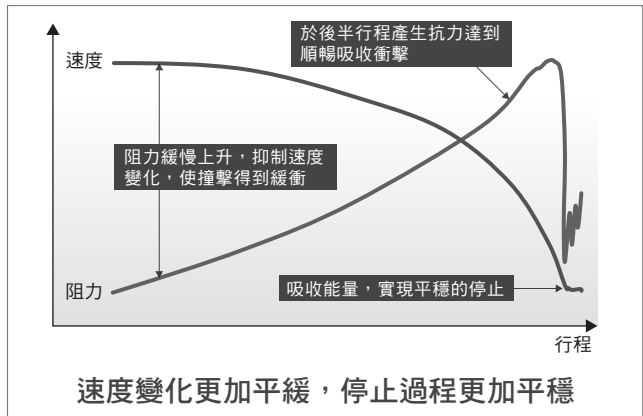 於後半行程產生抗力達到
順暢吸收衝擊
速度
阻力緩慢上升，抑制速度
變化，使撞擊得到緩衝
阻力
吸收能量，實現平穩的停止
行程
速度變化更加平緩，停止過程更加平穩